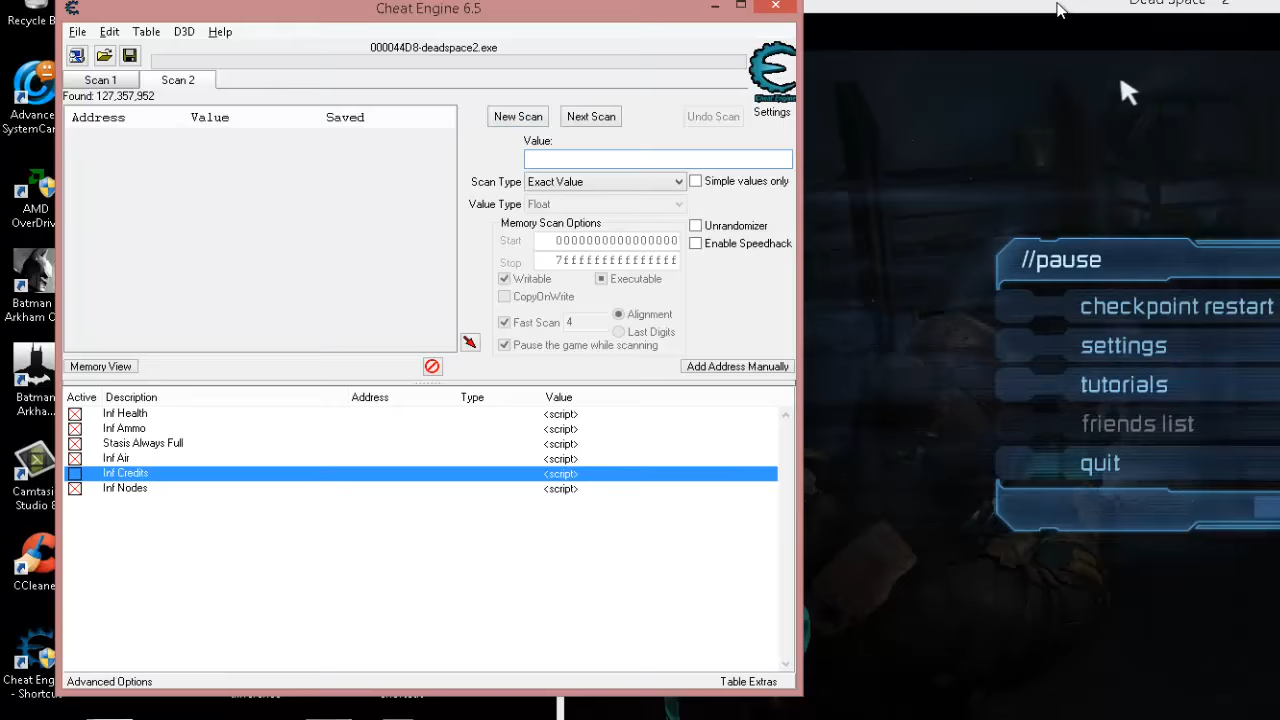 Recycle B
Advance
SystemCar
AMD
OverDriv
Batman
Arkham O
Batman
Arkha...
Camtasia
Studio 8
CCleane
Cheat Eng
- Shortcu
Cheat Engine 6.5
File Edit Table D3D Help
000044D8-deadspace2.exe
Scan 1 Scan 2
Settings
Found: 127,357,952
Address Value Saved
New Scan Next Scan Undo Scan
Value:
Scan Type Exact Value Simple values only
Value Type Float
Memory Scan Options
Unrandomizer
Enable Speedhack
Start 0000000000000000
Stop 7fffffffffffffff
Writable Executable
CopyOnWrite
Fast Scan 4 Alignment
Last Digits
Pause the game while scanning
Memory View Add Address Manually
Active Description Address Type Value
Inf Health <script>
Inf Ammo <script>
Stasis Always Full <script>
Inf Air <script>
Inf Credits <script>
Inf Nodes <script>
Advanced Options Table Extras
//pause
checkpoint restart
settings
tutorials
friends list
quit